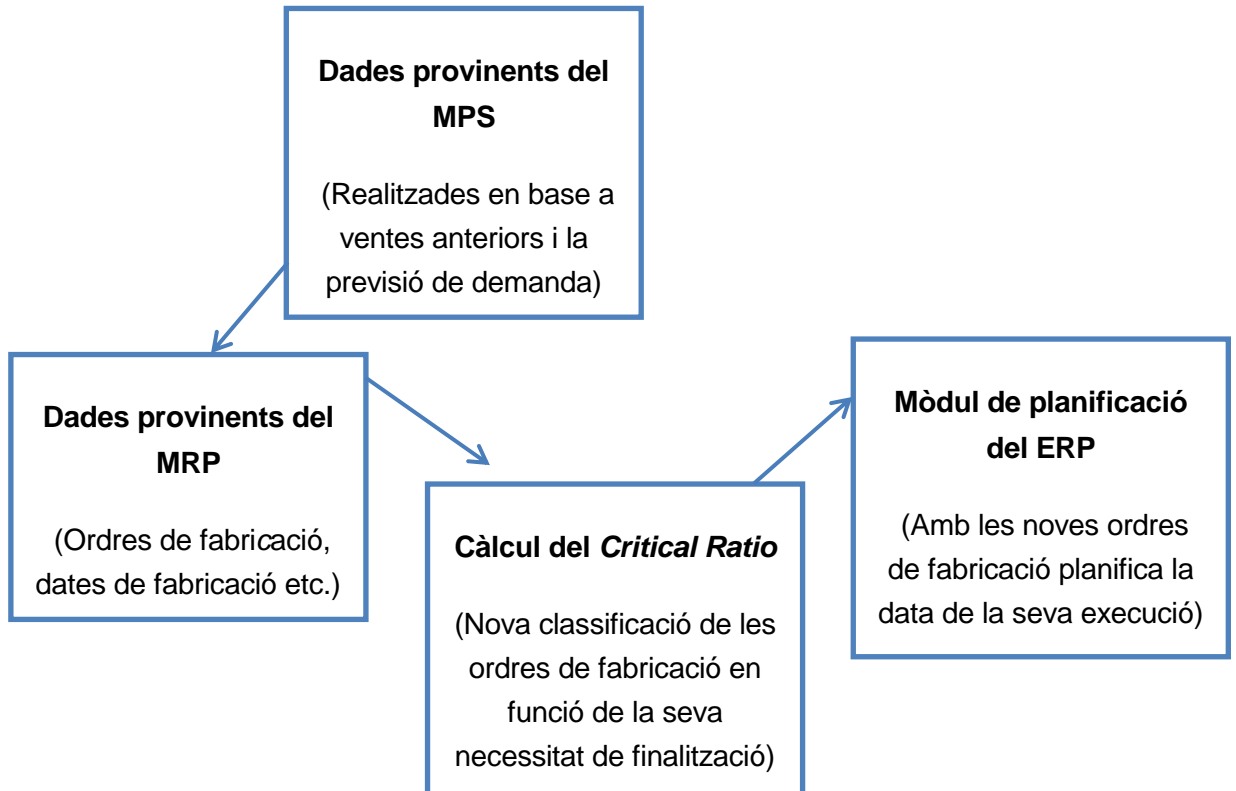 Dades provinents del
MPS
(Realitzades en base a
ventes anteriors i la
previsió de demanda)
Dades provinents del
MRP
(Ordres de fabricació,
dates de fabricació etc.)
Càlcul del Critical Ratio
(Nova classificació de les
ordres de fabricació en
funció de la seva
necessitat de finalització)
Mòdul de planificació
del ERP
(Amb les noves ordres
de fabricació planifica la
data de la seva execució)